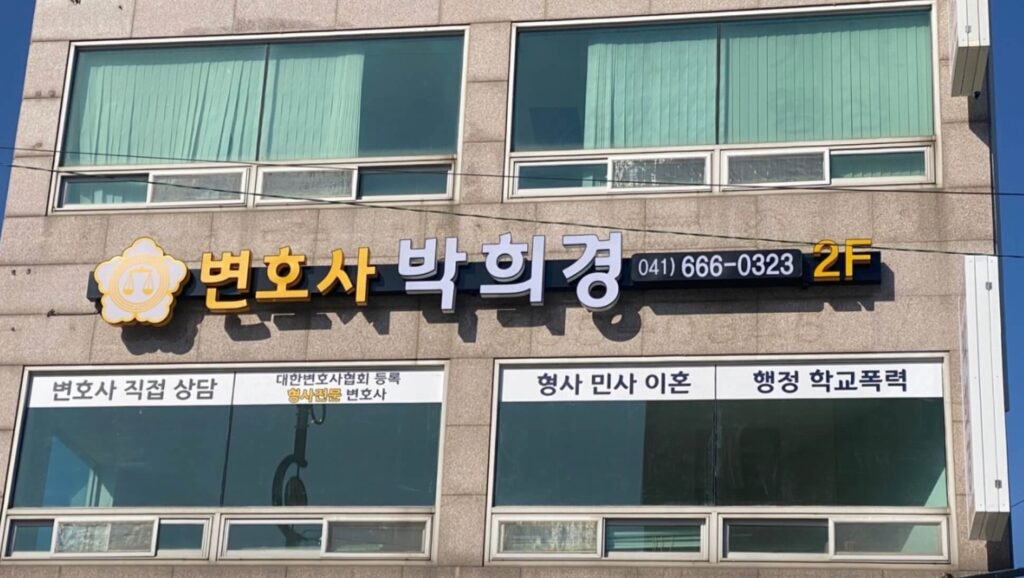 변호사 박희경 041) 666-0323 2F
변호사 직접 상담
대한변호사협회 등록
형사전문 변호사
형사 민사 이혼
행정 학교폭력